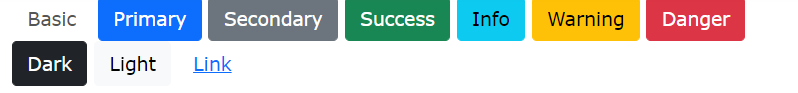 Basic Primary Secondary Success Info Warning Danger
Dark Light Link